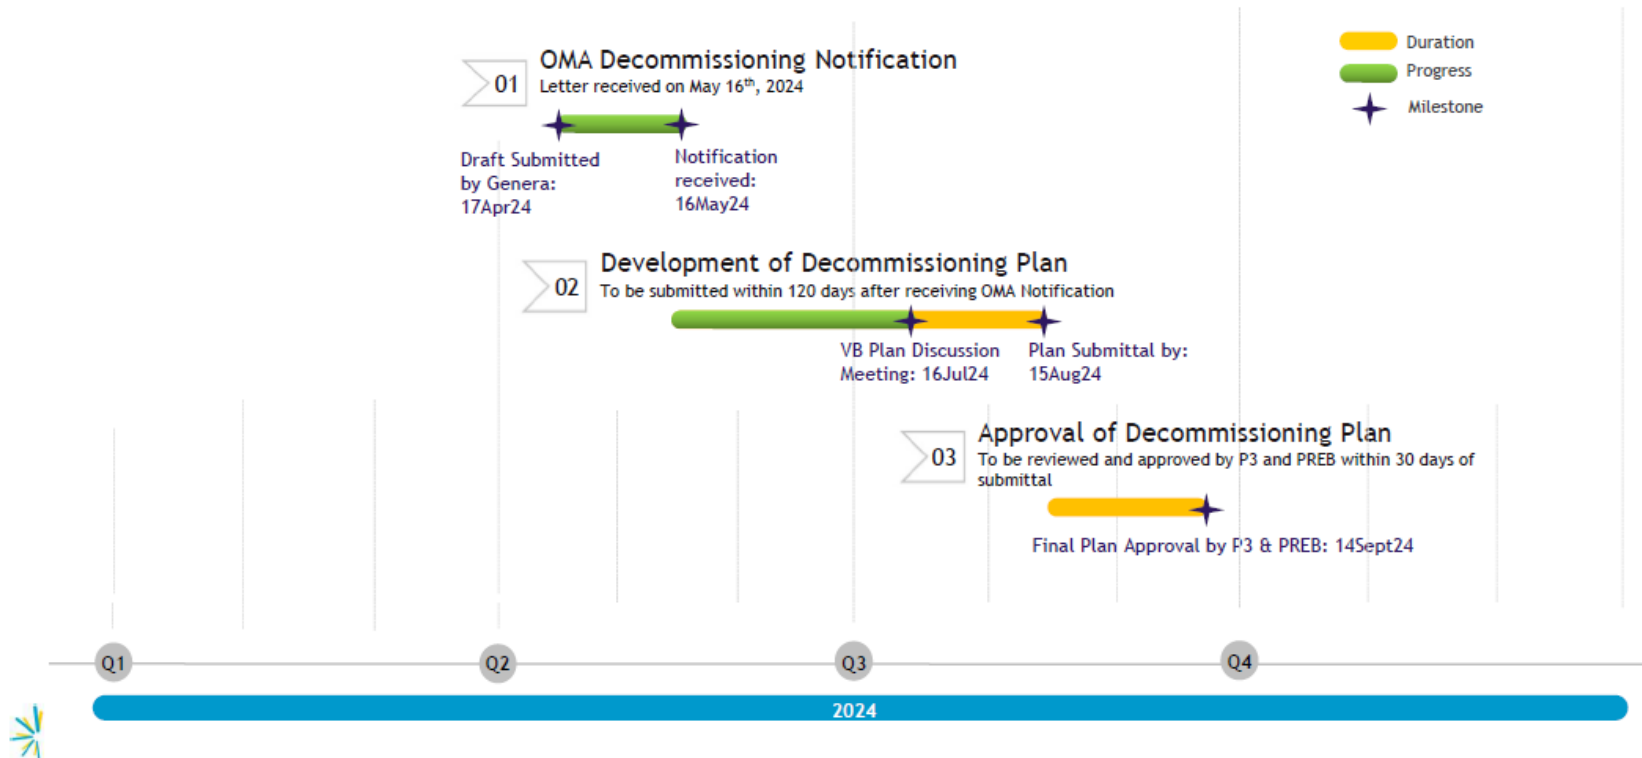 Duration
Progress
Milestone
01
OMA Decommissioning Notification
Letter received on May 16th, 2024
Draft Submitted
by Genera:
17Apr24
Notification
received:
16May24
02
Development of Decommissioning Plan
To be submitted within 120 days after receiving OMA Notification
VB Plan Discussion
Meeting: 16Jul24
Plan Submittal by:
15Aug24
03
Approval of Decommissioning Plan
To be reviewed and approved by P3 and PREB within 30 days of
submittal
Final Plan Approval by P3 & PREB: 14Sept24
Q1
Q2
Q3
Q4
2024